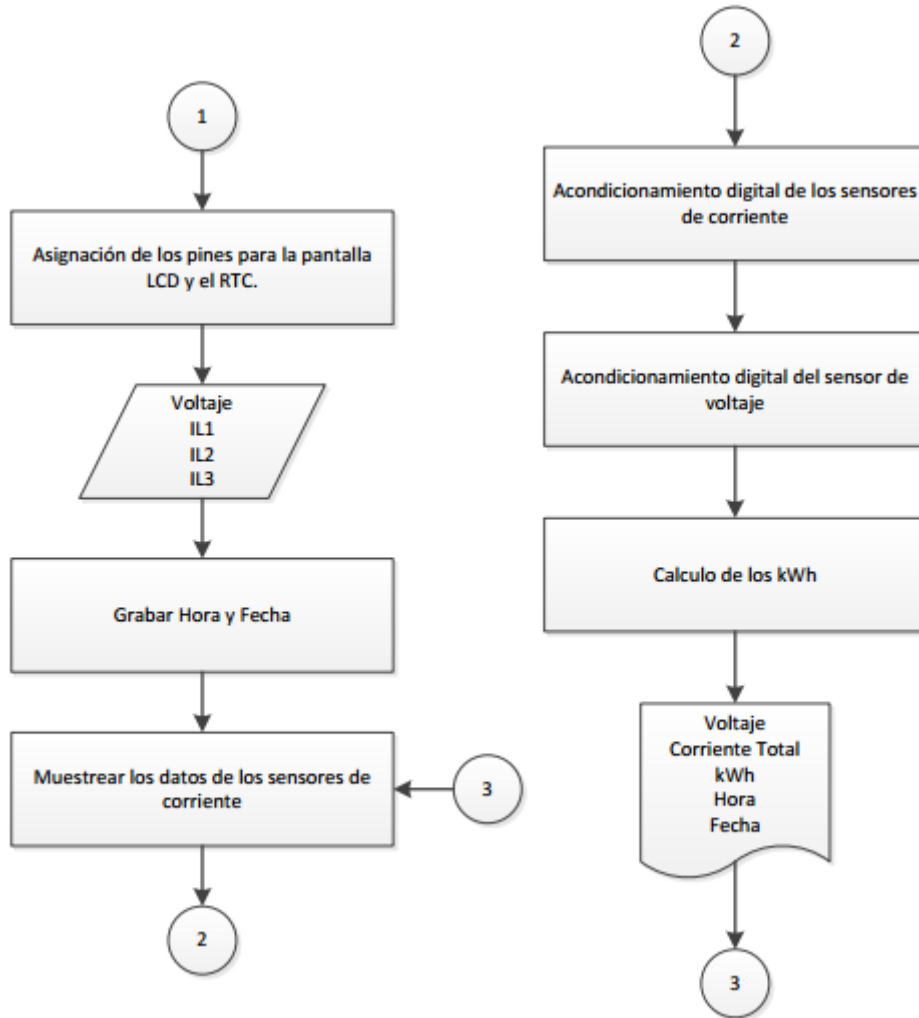 1
Asignación de los pines para la pantalla
LCD y el RTC.
Voltaje
IL1
IL2
IL3
Grabar Hora y Fecha
Muestrear los datos de los sensores de
corriente
3
2
2
Acondicionamiento digital de los sensores
de corriente
Acondicionamiento digital del sensor de
voltaje
Calculo de los kWh
Voltaje
Corriente Total
kWh
Hora
Fecha
3